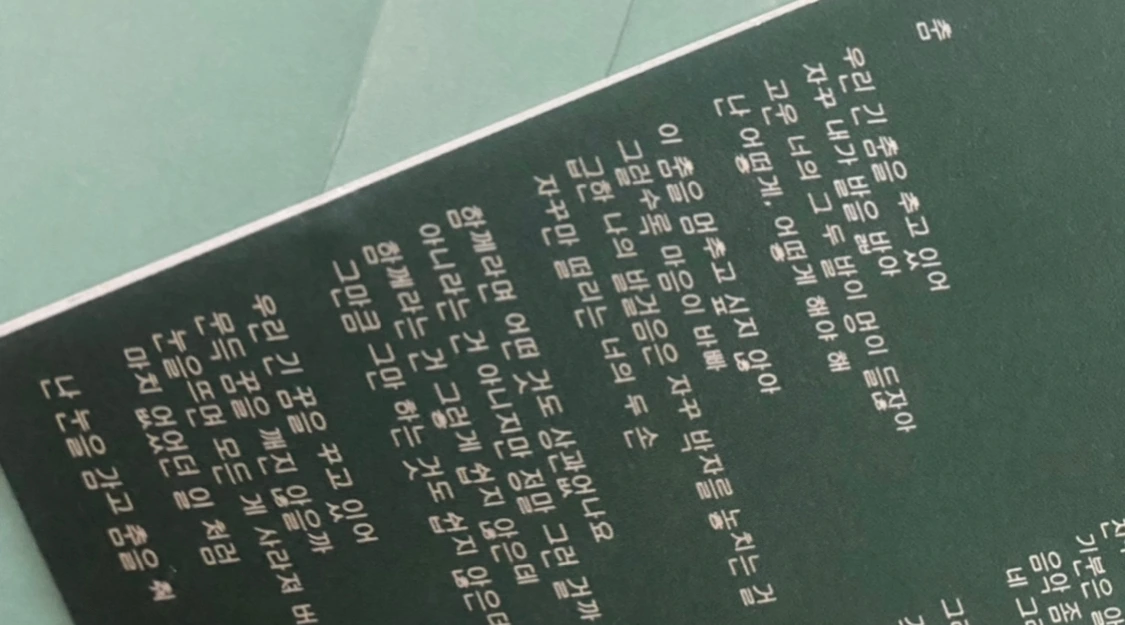 춤
우린 긴 춤을 추고 있어
자꾸 내가 발을 밟아
고운 너의 그 두 발이 멍이 들잖아
난 어떻게, 어떻게 해야 해
이 춤을 멈추고 싶지 않아
그럴수록 마음이 바빠
급한 나의 발걸음은 자꾸 박자를 놓치는 걸
자꾸만 떨리는 너의 두 손
함께라면 어떤 것도 상관없나요
아니라는 건 아니지만 정말 그런 걸까
함께라는 건 그렇게 쉽지 않은데
그만큼 그만 하는 것도 쉽지 않은데
우린 긴 꿈을 꾸고 있어
문득 꿈을 깨진 않을까
눈을 뜨면 모든 게 사라져 버
마치 없었던 일 처럼
난 눈을 감고 춤을 춰
기분은
음악
네